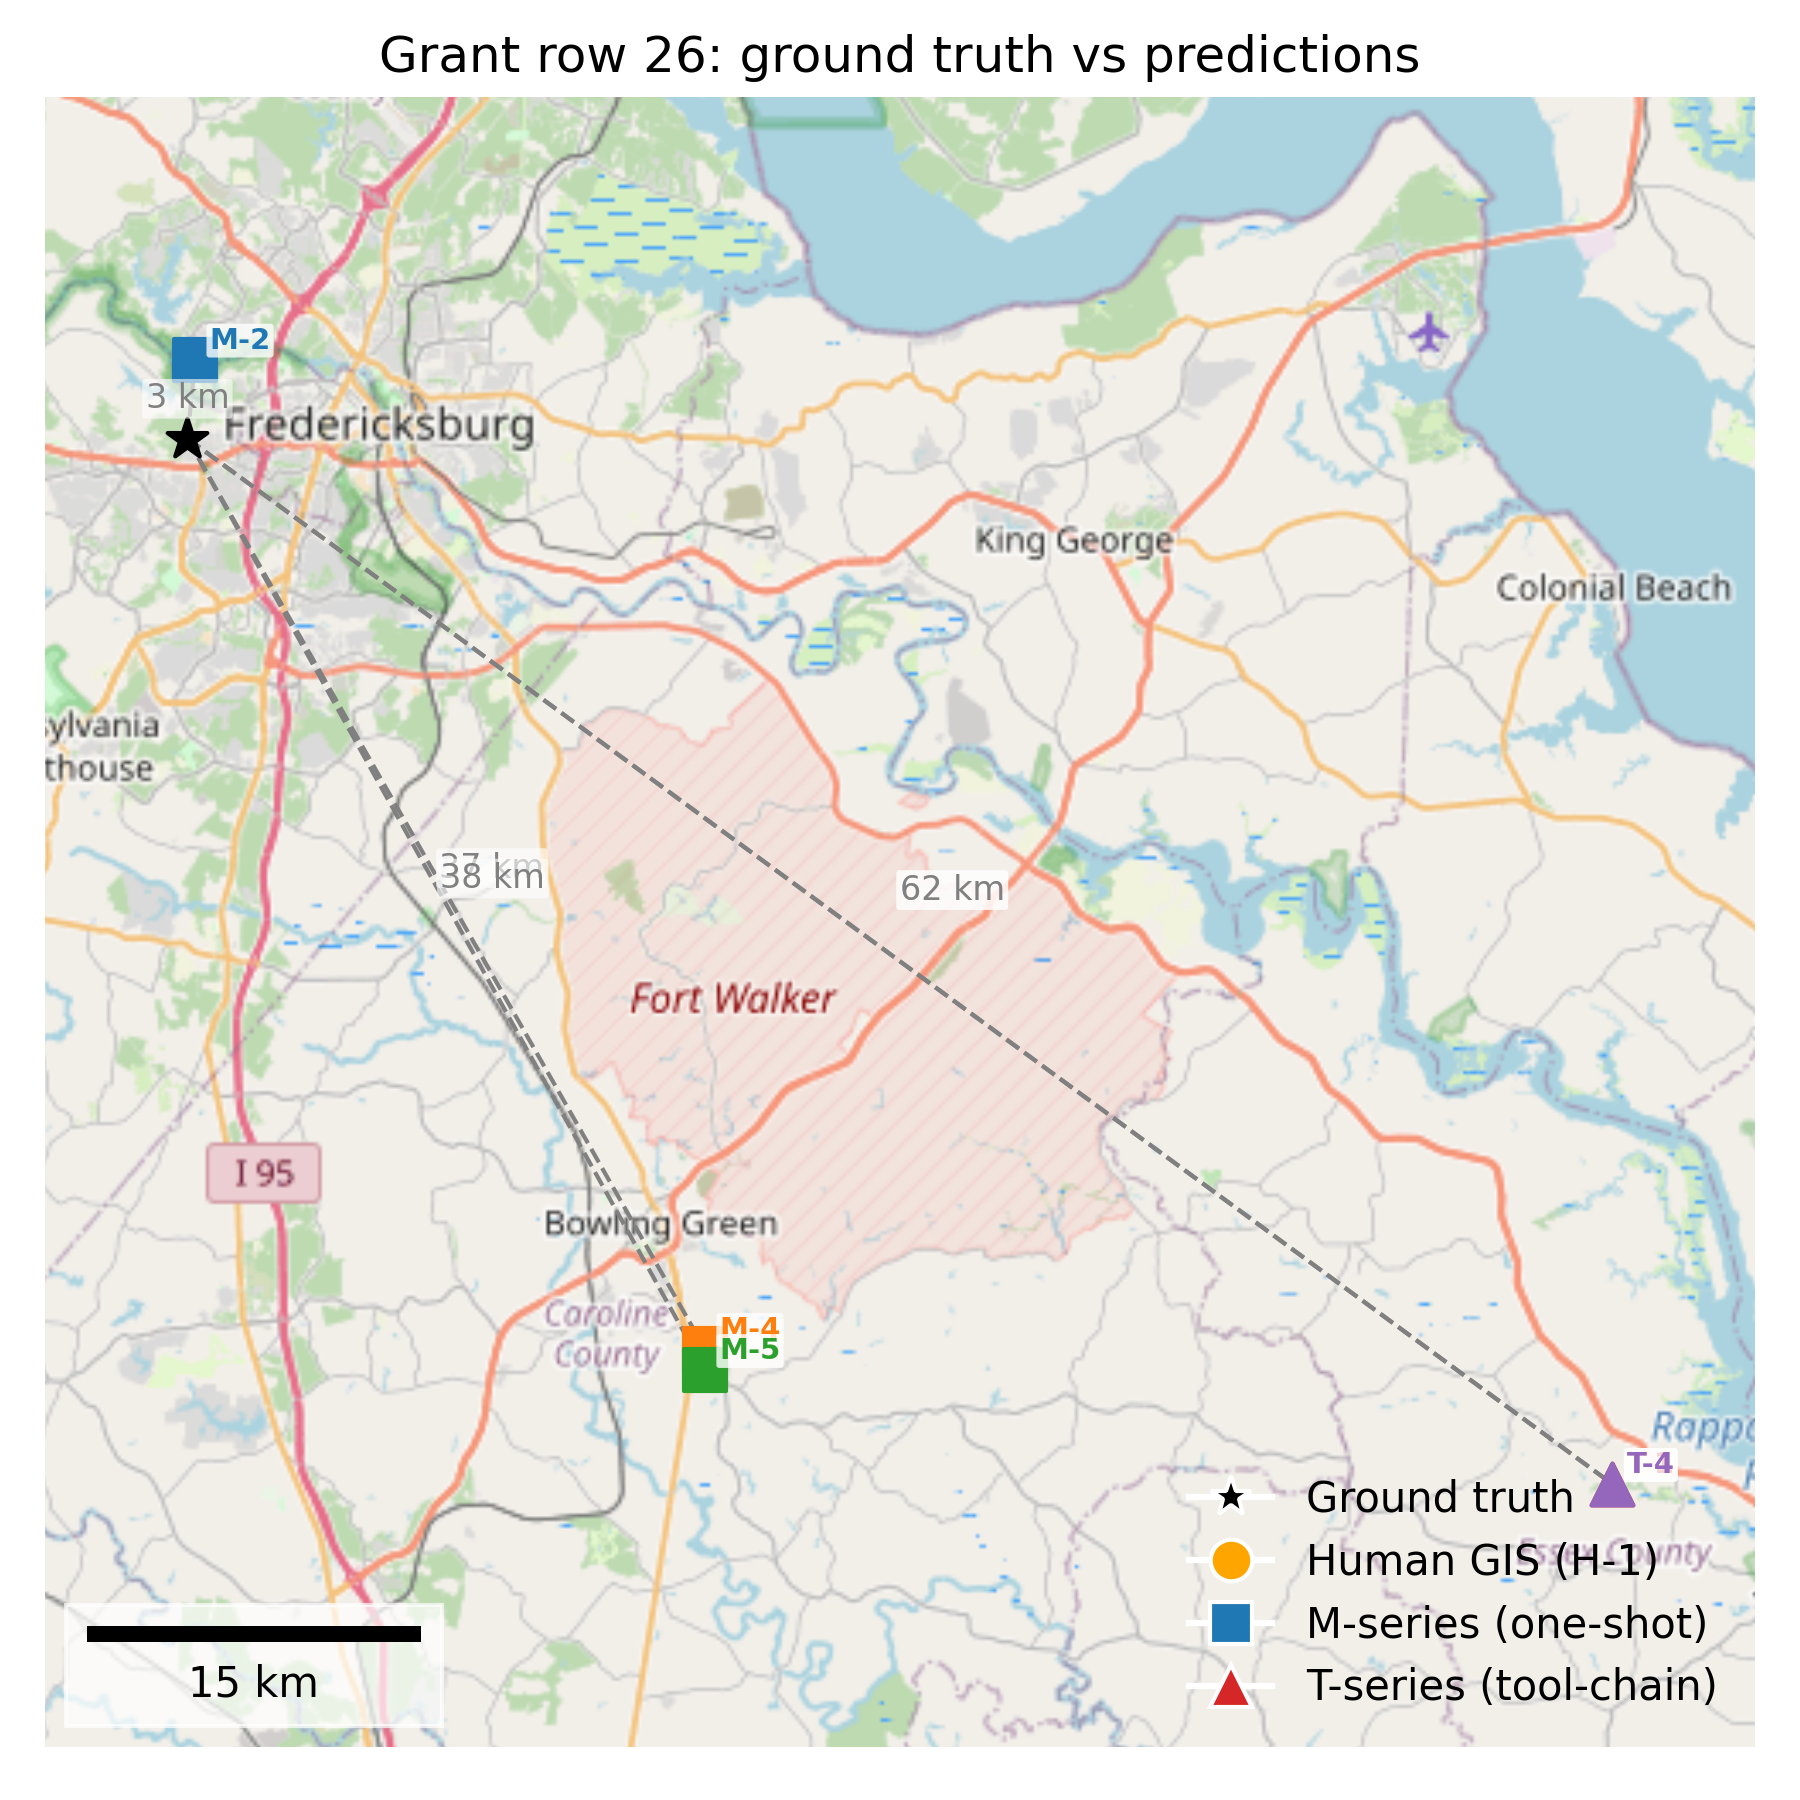 Grant row 26: ground truth vs predictions
M-2
3 km
Fredericksburg
King George
Colonial Beach
sylvania
thouse
37 km
38 km
62 km
Fort Walker
I 95
Bowling Green
Caroline
County
M-4
M-5
Rappa
T-4
Ground truth
Essex County
Human GIS (H-1)
M-series (one-shot)
T-series (tool-chain)
15 km